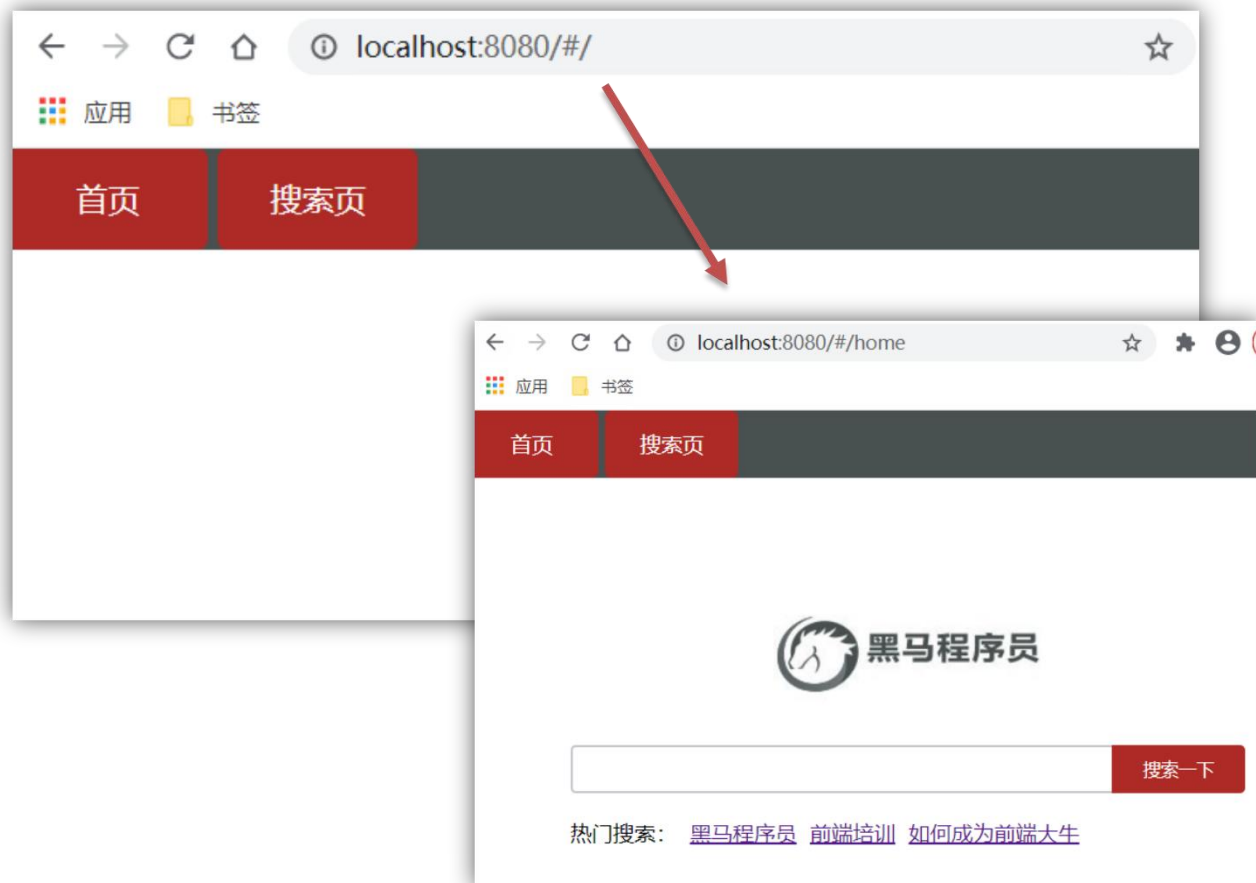 localhost:8080/#/
应用 书签
首页 搜索页
localhost:8080/#/home
应用 书签
首页 搜索页
黑马程序员
搜索一下
热门搜索： 黑马程序员 前端培训 如何成为前端大牛